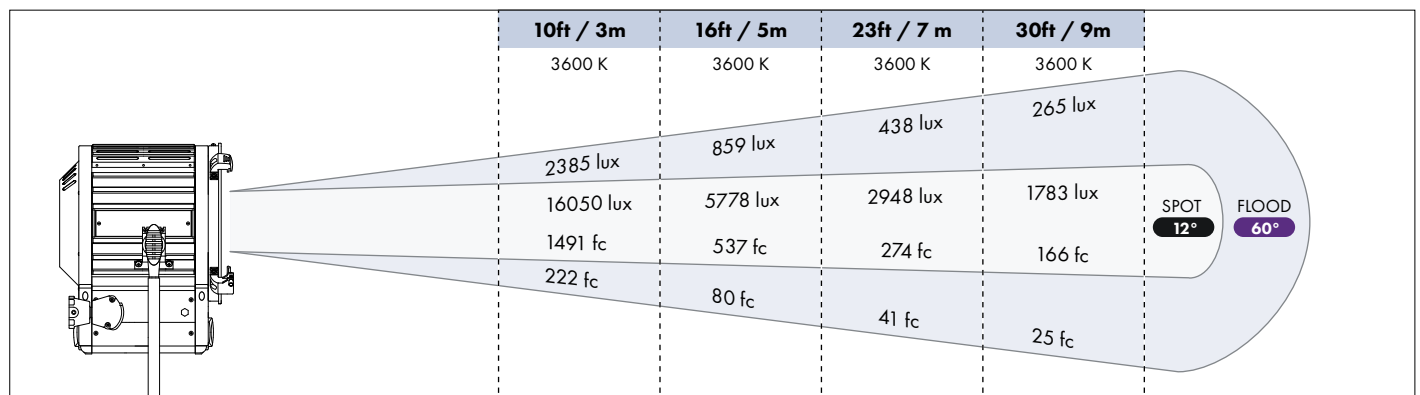 10ft / 3m 16ft / 5m 23ft / 7 m 30ft / 9m
3600 K 3600 K 3600 K 3600 K
2385 lux 859 lux 438 lux 265 lux
16050 lux 5778 lux 2948 lux 1783 lux
1491 fc 537 fc 274 fc 166 fc
222 fc 80 fc 41 fc 25 fc
SPOT FLOOD
12° 60°